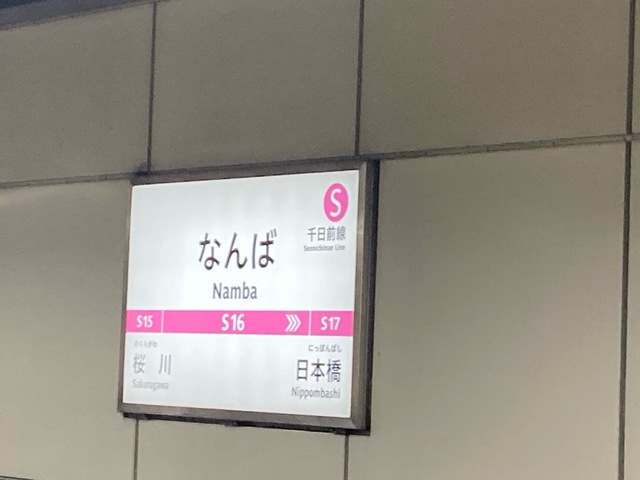 S
千日前線
Sennichimae Line
なんば
Namba
S15 S16 S17
さくらがわ
桜川
Sakuragawa
にっぽんばし
日本橋
Nippombashi